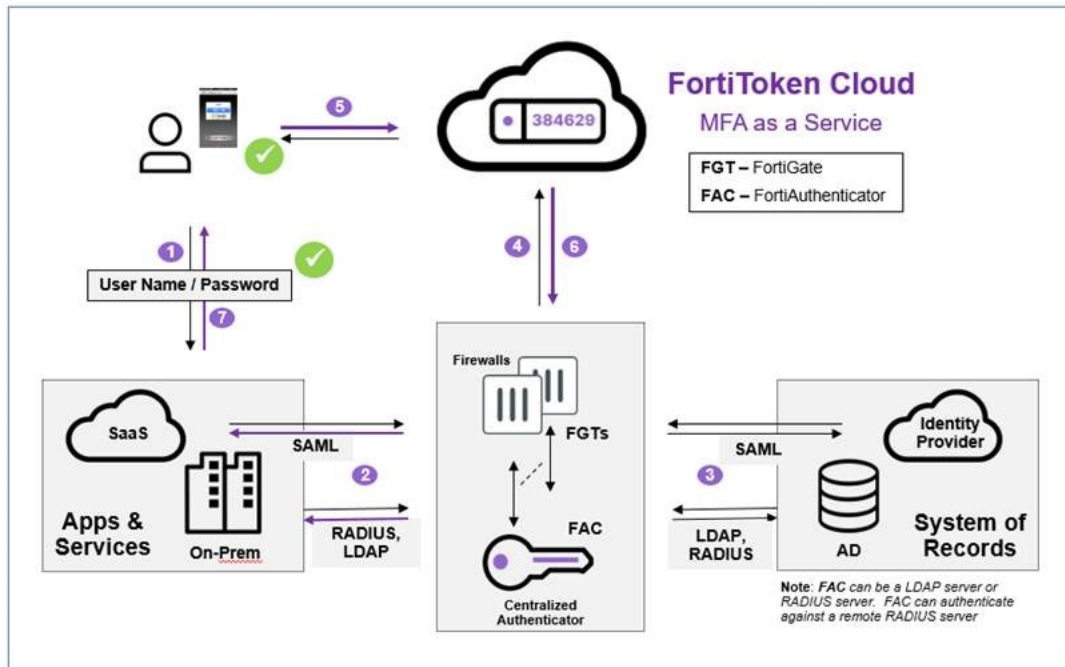 FortiToken Cloud
MFA as a Service
FGT – FortiGate
FAC – FortiAuthenticator
5
384629
1
User Name / Password
7
4
6
Firewalls
FGTs
FAC
Centralized
Authenticator
SaaS
On-Prem
Apps &
Services
SAML
2
RADIUS,
LDAP
SAML
3
LDAP,
RADIUS
Identity
Provider
AD
System of
Records
Note: FAC can be a LDAP server or
RADIUS server. FAC can authenticate
against a remote RADIUS server